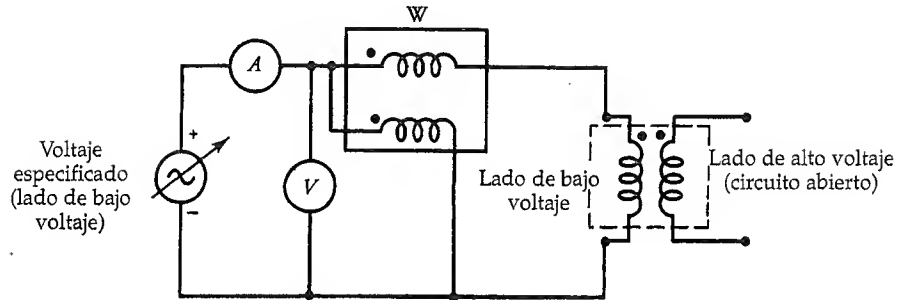 W
A
+
Voltaje
especificado
(lado de bajo
voltaje)
−
V
Lado de bajo
voltaje
Lado de alto voltaje
(circuito abierto)